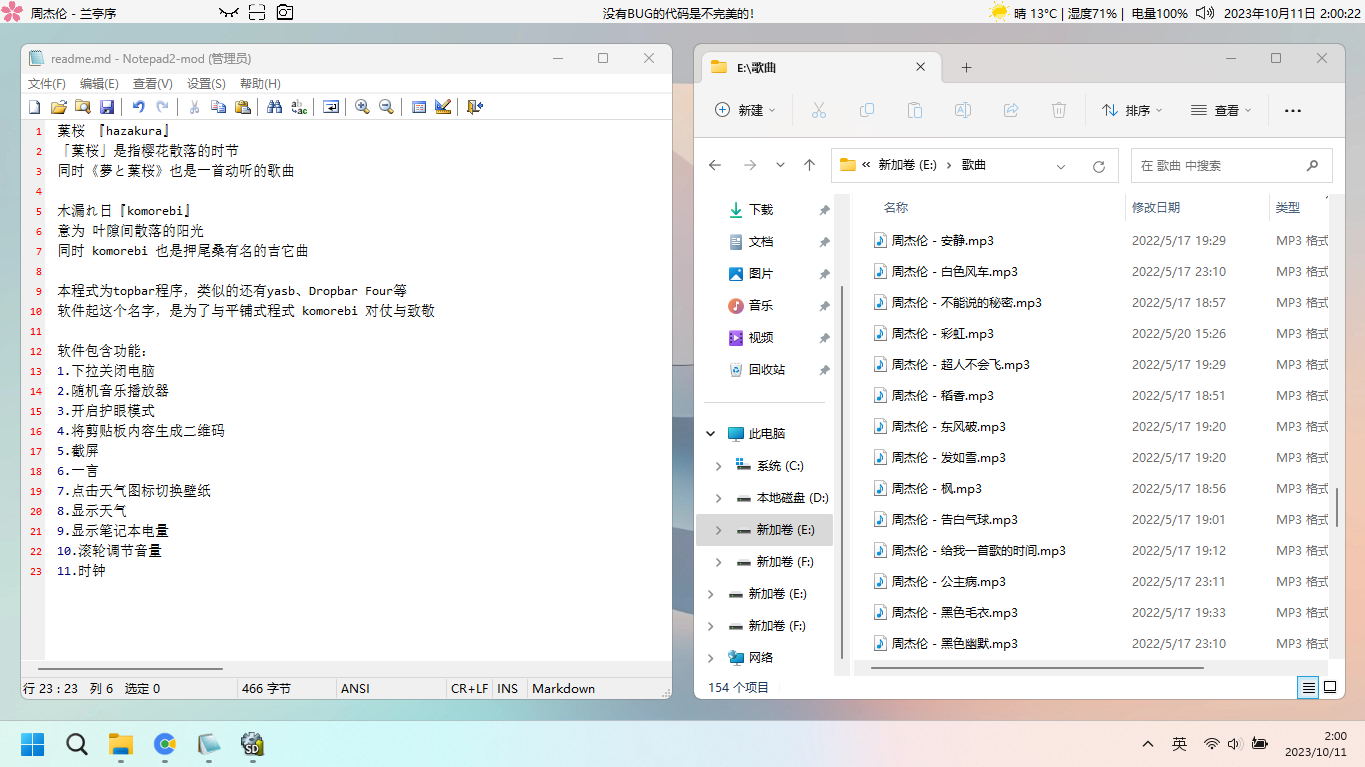 周杰伦 - 兰亭序
没有BUG的代码是不完美的!
晴 13°C | 湿度71% | 电量100% 2023年10月11日 2:00:22
readme.md - Notepad2-mod (管理员)
文件(F) 编辑(E) 查看(V) 设置(S) 帮助(H)
1 葉桜 『hazakura』
2 「葉桜」是指樱花散落的时节
3 同时《夢と葉桜》也是一首动听的歌曲
4
5 木漏れ日『komorebi』
6 意为 叶隙间散落的阳光
7 同时 komorebi 也是押尾桑有名的吉它曲
8
9 本程式为topbar程序，类似的还有yasb、Dropbar Four等
10 软件起这个名字，是为了与平铺式程式 komorebi 对仗与致敬
11
12 软件包含功能：
13 1.下拉关闭电脑
14 2.随机音乐播放器
15 3.开启护眼模式
16 4.将剪贴板内容生成二维码
17 5.截屏
18 6.一言
19 7.点击天气图标切换壁纸
20 8.显示天气
21 9.显示笔记本电量
22 10.滚轮调节音量
23 11.时钟
行 23 : 23 列 6 选定 0 466 字节 ANSI CR+LF INS Markdown
E:\歌曲
新建 排序 查看
« 新加卷 (E:) › 歌曲
在 歌曲 中搜索
下载
文档
图片
音乐
视频
回收站
此电脑
系统 (C:)
本地磁盘 (D:)
新加卷 (E:)
新加卷 (F:)
新加卷 (E:)
新加卷 (F:)
网络
名称 修改日期 类型
周杰伦 - 安静.mp3 2022/5/17 19:29 MP3 格式
周杰伦 - 白色风车.mp3 2022/5/17 23:10 MP3 格式
周杰伦 - 不能说的秘密.mp3 2022/5/17 18:57 MP3 格式
周杰伦 - 彩虹.mp3 2022/5/20 15:26 MP3 格式
周杰伦 - 超人不会飞.mp3 2022/5/17 19:29 MP3 格式
周杰伦 - 稻香.mp3 2022/5/17 18:51 MP3 格式
周杰伦 - 东风破.mp3 2022/5/17 19:20 MP3 格式
周杰伦 - 发如雪.mp3 2022/5/17 19:20 MP3 格式
周杰伦 - 枫.mp3 2022/5/17 18:56 MP3 格式
周杰伦 - 告白气球.mp3 2022/5/17 19:01 MP3 格式
周杰伦 - 给我一首歌的时间.mp3 2022/5/17 19:12 MP3 格式
周杰伦 - 公主病.mp3 2022/5/17 23:11 MP3 格式
周杰伦 - 黑色毛衣.mp3 2022/5/17 19:33 MP3 格式
周杰伦 - 黑色幽默.mp3 2022/5/17 23:10 MP3 格式
154 个项目
SD
英
2:00
2023/10/11